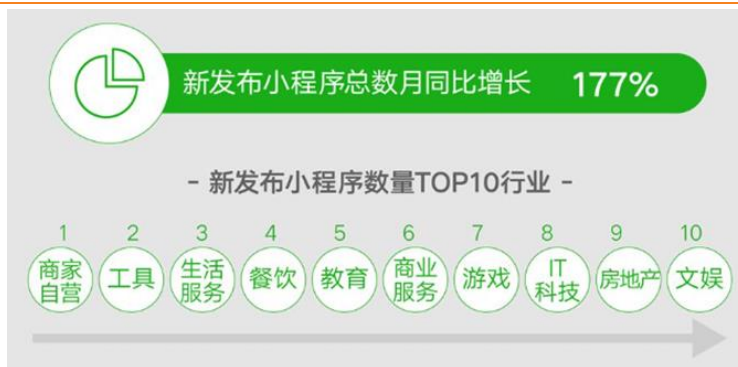 新发布小程序总数月同比增长 177%
- 新发布小程序数量TOP10行业 -
1 2 3 4 5 6 7 8 9 10
商家自营 工具 生活服务 餐饮 教育 商业服务 游戏 IT科技 房地产 文娱